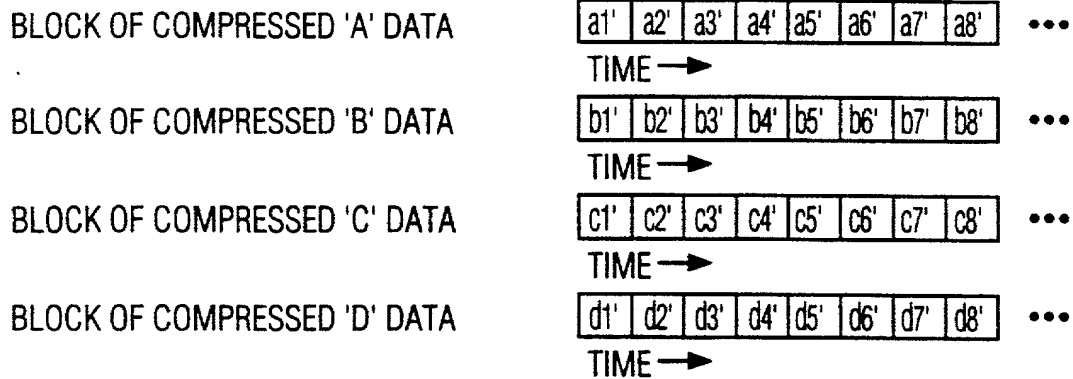 BLOCK OF COMPRESSED 'A' DATA a1' a2' a3' a4' a5' a6' a7' a8' •••
TIME
BLOCK OF COMPRESSED 'B' DATA b1' b2' b3' b4' b5' b6' b7' b8' •••
TIME
BLOCK OF COMPRESSED 'C' DATA c1' c2' c3' c4' c5' c6' c7' c8' •••
TIME
BLOCK OF COMPRESSED 'D' DATA d1' d2' d3' d4' d5' d6' d7' d8' •••
TIME